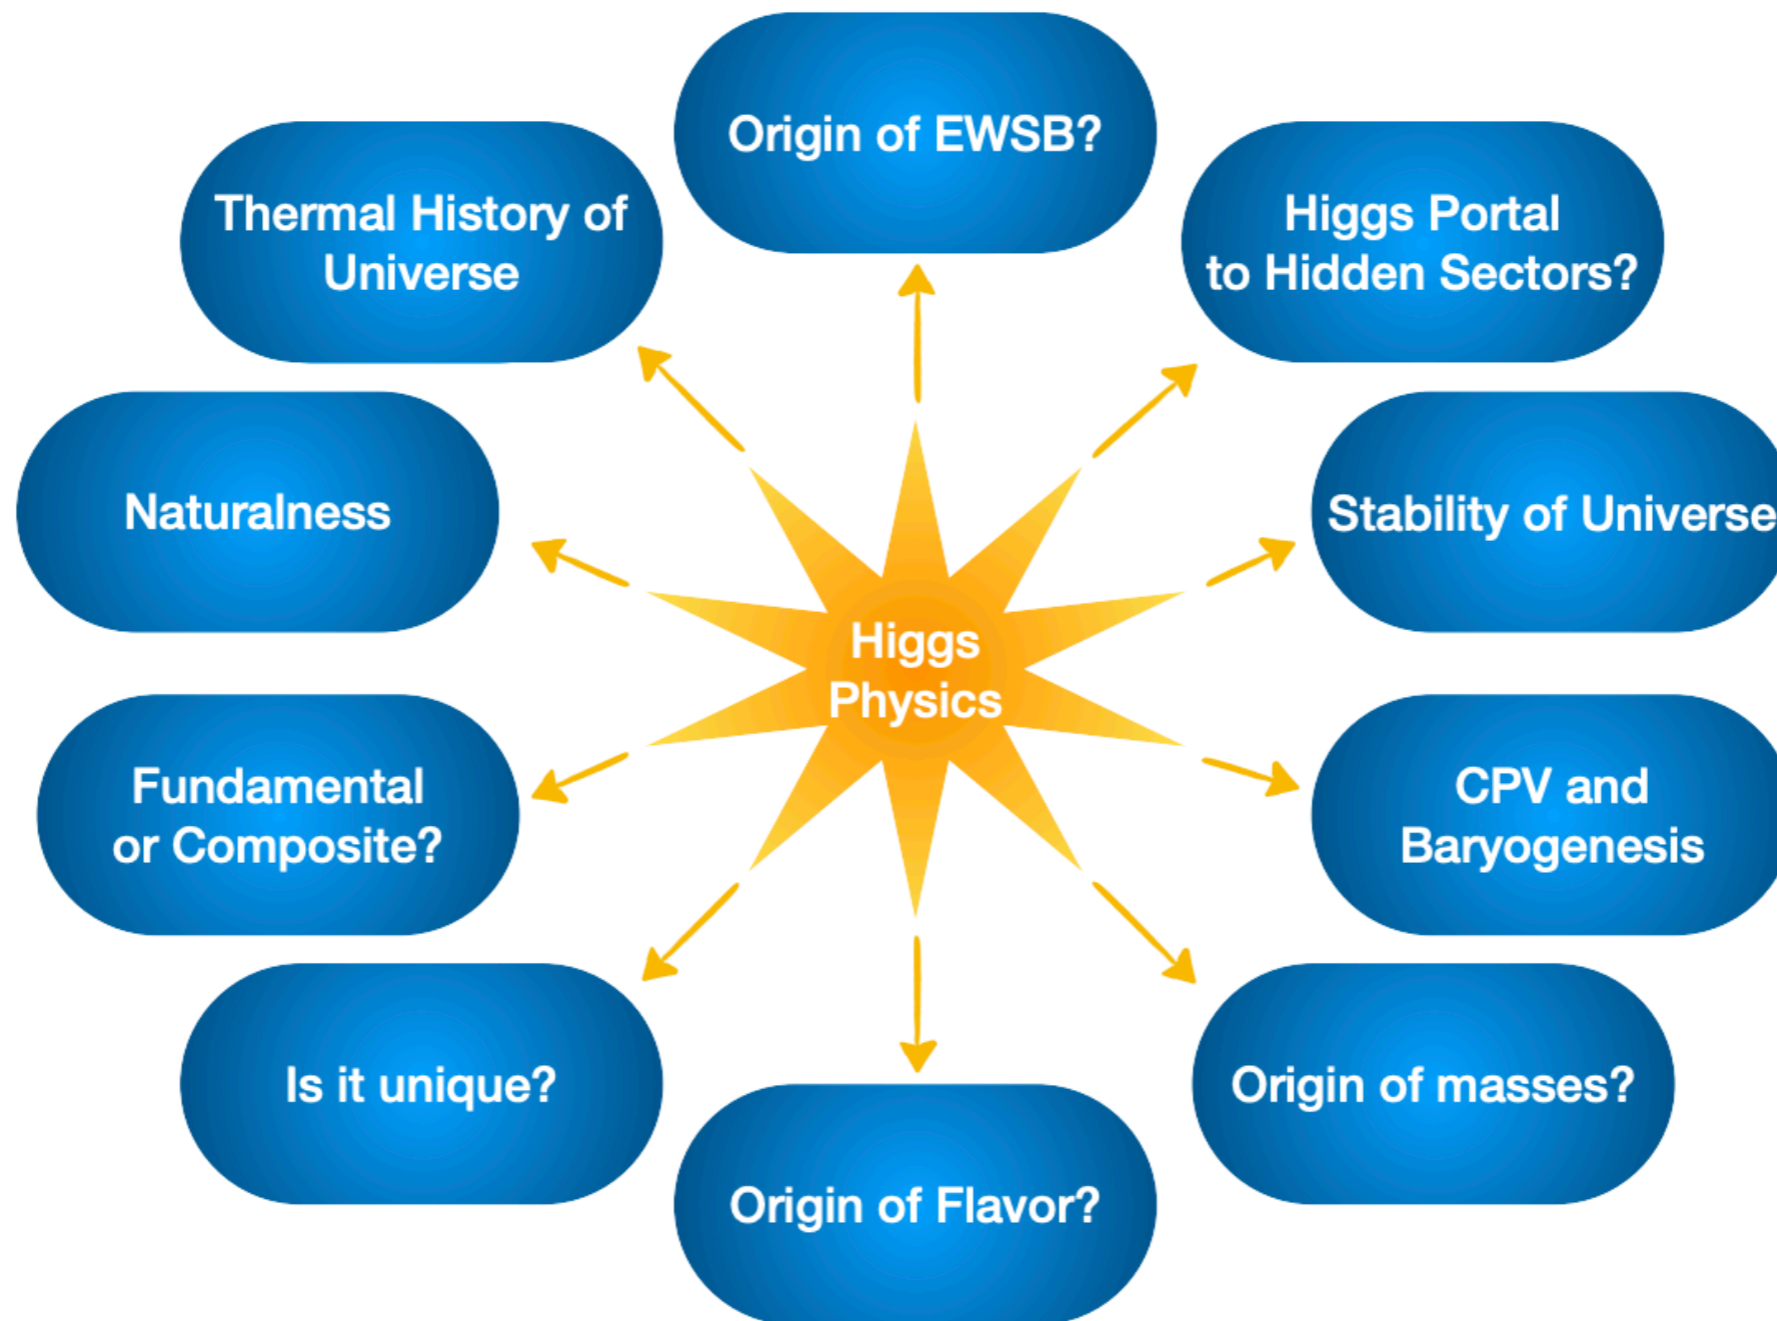 Origin of EWSB?
Thermal History of
Universe
Higgs Portal
to Hidden Sectors?
Naturalness
Stability of Universe
Higgs
Physics
Fundamental
or Composite?
CPV and
Baryogenesis
Is it unique?
Origin of masses?
Origin of Flavor?